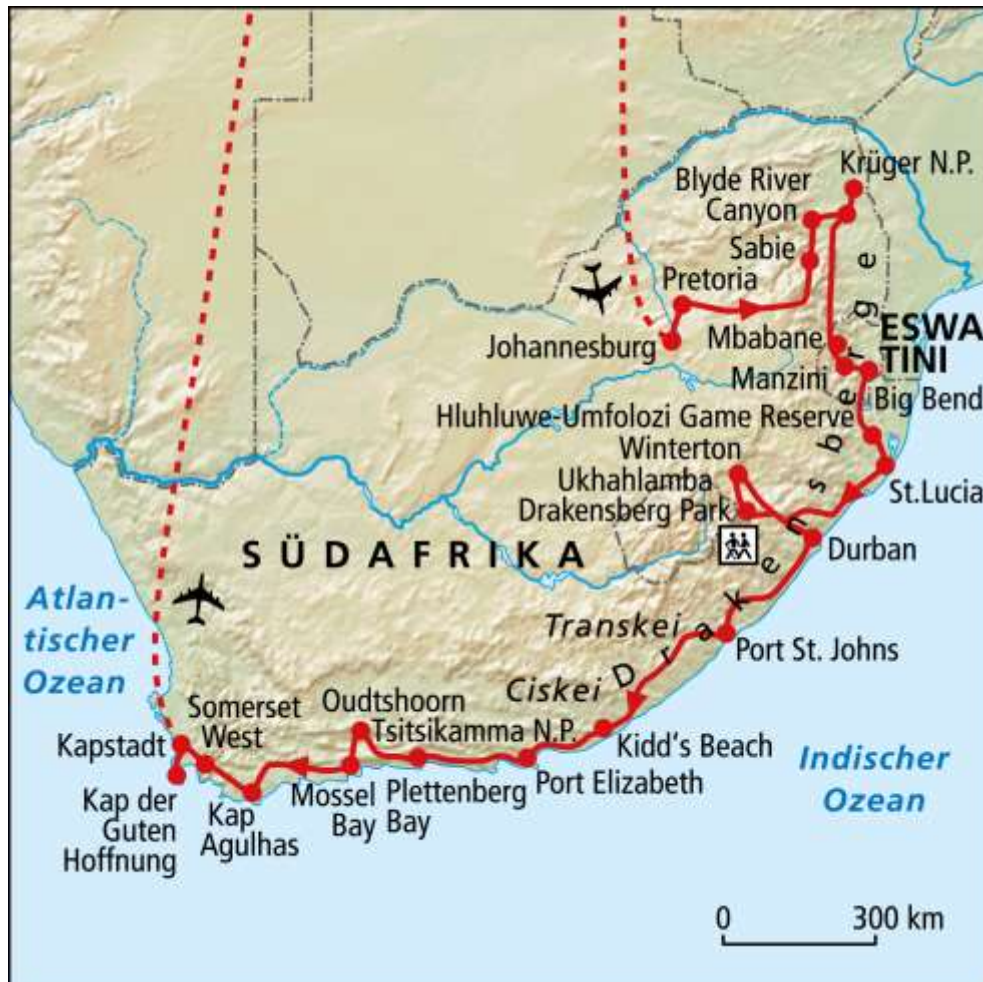 Krüger N.P.
Blyde River
Canyon
Sabie
Pretoria
Johannesburg
Mbabane
ESWA
TINI
Manzini
Big Bend
Hluhluwe-Umfolozi Game Reserve
Winterton
Ukhahlamba
Drakensberg Park
St.Lucia
Durban
SÜDAFRIKA
Drakensberge
Atlan-
tischer
Ozean
Transkei
Port St. Johns
Ciskei
Oudtshoorn
Somerset
West
Tsitsikamma N.P.
Kapstadt
Kidd's Beach
Indischer
Ozean
Port Elizabeth
Plettenberg
Bay
Mossel
Bay
Kap
Agulhas
Kap der
Guten
Hoffnung
0 300 km